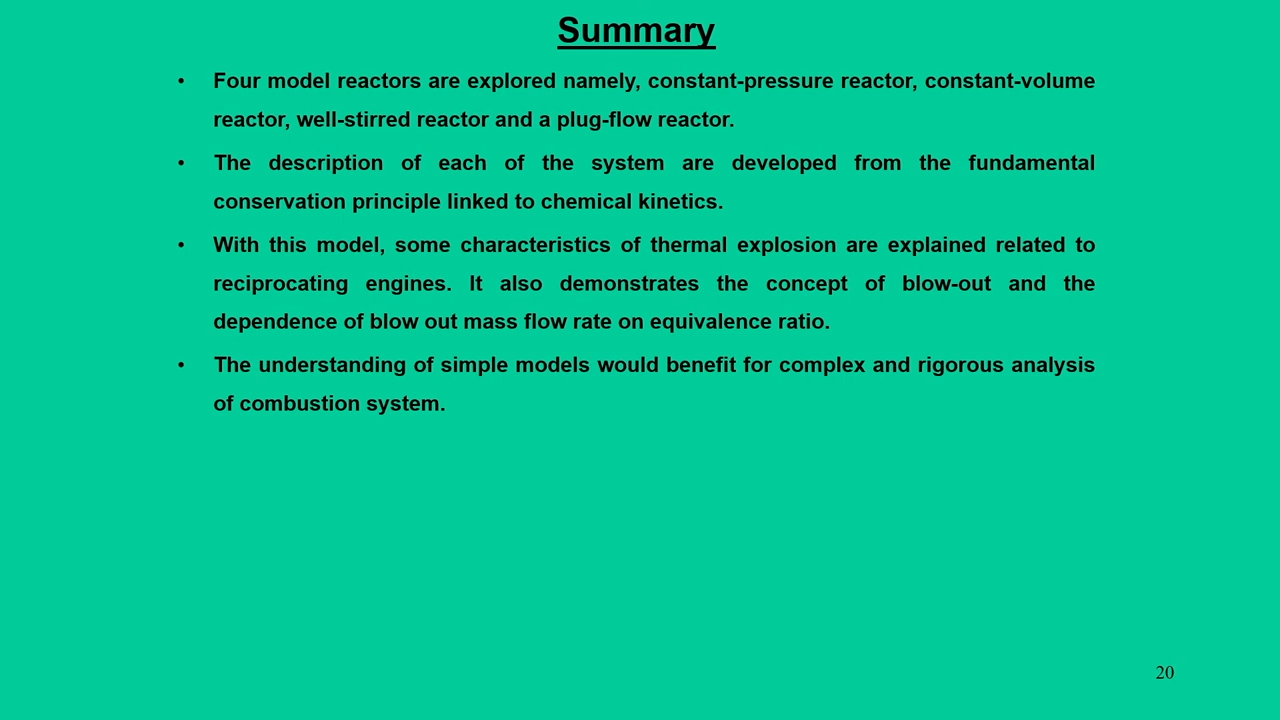 Summary
• Four model reactors are explored namely, constant-pressure reactor, constant-volume
reactor, well-stirred reactor and a plug-flow reactor.
• The description of each of the system are developed from the fundamental
conservation principle linked to chemical kinetics.
• With this model, some characteristics of thermal explosion are explained related to
reciprocating engines. It also demonstrates the concept of blow-out and the
dependence of blow out mass flow rate on equivalence ratio.
• The understanding of simple models would benefit for complex and rigorous analysis
of combustion system.
20